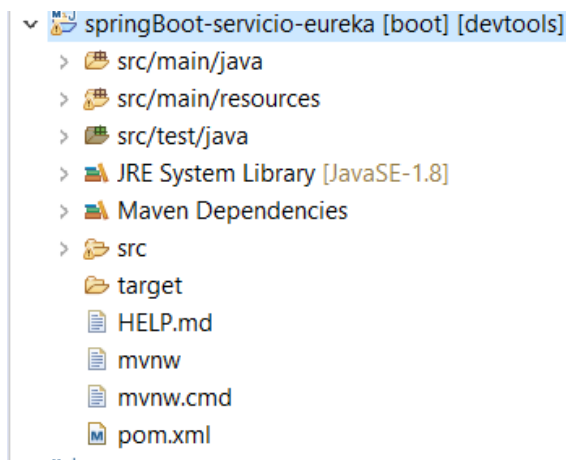 springBoot-servicio-eureka [boot] [devtools]
src/main/java
src/main/resources
src/test/java
JRE System Library [JavaSE-1.8]
Maven Dependencies
src
target
HELP.md
mvnw
mvnw.cmd
pom.xml